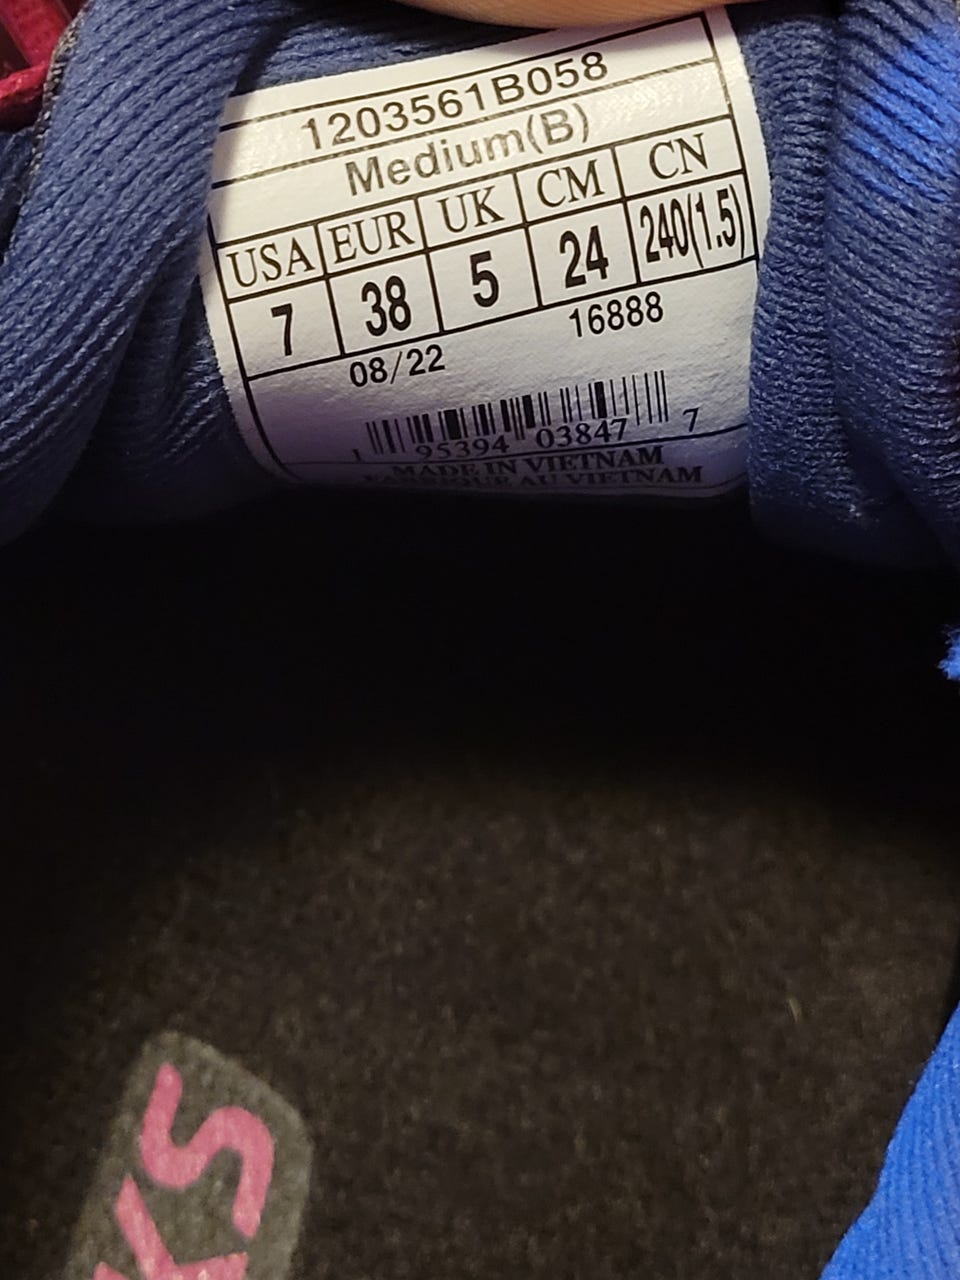 1203561B058
Medium(B)
USA EUR UK CM CN
7 38 5 24 240(1.5)
08/22 16888
1 95394 03847 7
MADE IN VIETNAM
FABRIQUE AU VIETNAM
KS